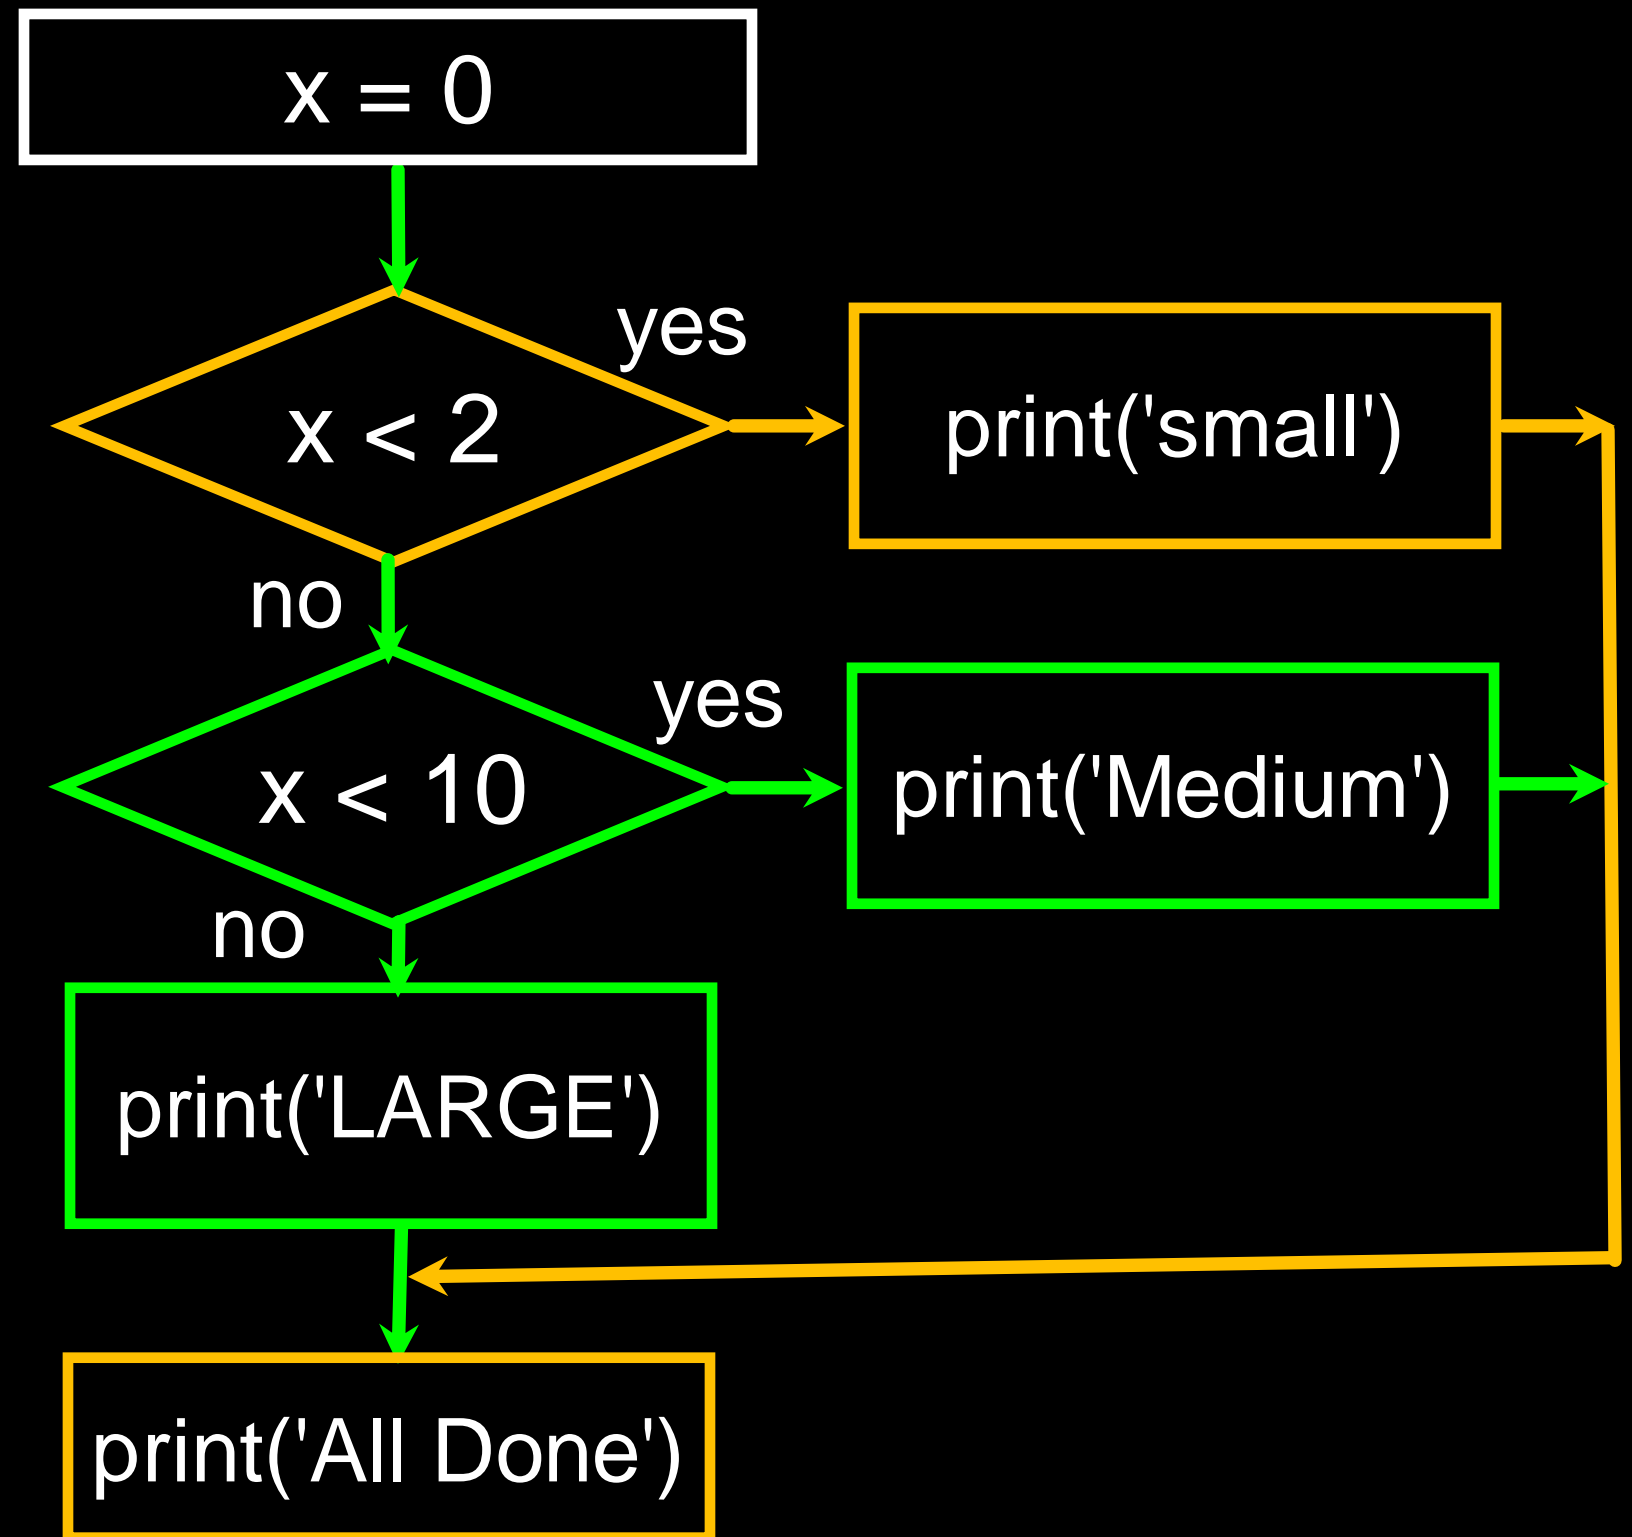 x = 0
yes
x < 2
print('small')
no
yes
x < 10
print('Medium')
no
print('LARGE')
print('All Done')